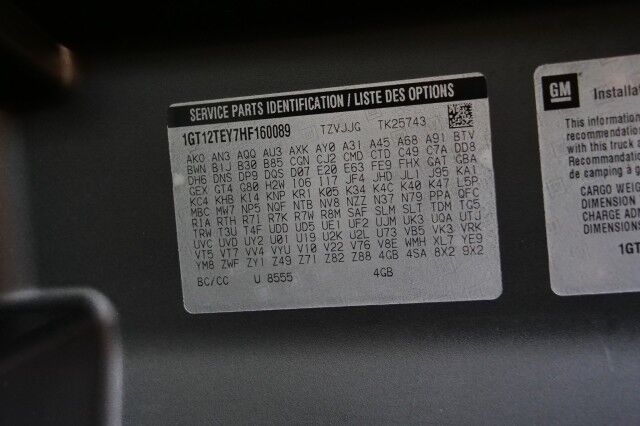 SERVICE PARTS IDENTIFICATION / LISTE DES OPTIONS
1GT12TEY7HF160089 TZVJJG TK25743
AKO AN3 AQQ AU3 AXK AY0 A31 A45 A68 A91 BTV
BWN B1J B30 B85 CGN CJ2 CMD CTD C49 C7A DD8
DH6 DNS DP9 DQS D07 E20 E63 FE9 FHX GAT GBA
GEX GT4 G80 H2W IO6 I17 JF4 JHD JL1 J95 KA1
KC4 KHB K14 KNP KR1 K05 K34 K4C K40 K47 L5P
MBC MW7 NP5 NQF NTB NV8 NZZ N37 N79 PPA QFC
R1A RTH R71 R7K R7W R8M SAF SLM SLT TDM TG5
TRW T3U T4F UDD UD5 UE1 UF2 UJM UK3 UQA UTJ
UVC UVD UY2 U01 U19 U2K U2L U73 VB5 VK3 VRK
VT5 VT7 VV4 VYU V10 V22 V76 V8E WMH XL7 YE9
YM8 ZWF ZY1 Z49 Z71 Z82 Z88 4GB 4SA 8X2 9X2
BC/CC U 8555 4GB
GM Installa
This information
this truck a
Recommandation
Recommanda
de camping à
CARGO WEIG
DIMENSION
CHARGE ADM
DIMENSIONS
1GT